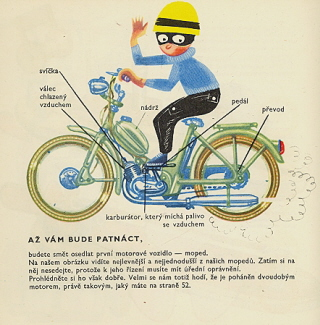 svíčka
válec
chlazený
vzduchem
nádrž
pedál
převod
karburátor, který míchá palivo
se vzduchem
AŽ VÁM BUDE PATNÁCT,
budete smět osedlat první motorové vozidlo — moped.
Na našem obrázku vidíte nejlevnější a nejjednodušší z našich mopedů. Zatím si na
něj nesedejte, protože k jeho řízení musíte mít úřední oprávnění.
Prohlédněte si ho však dobře. Velmi se nám totiž hodí, že je poháněn dvoudobým
motorem, právě takovým, jaký máte na straně 52.